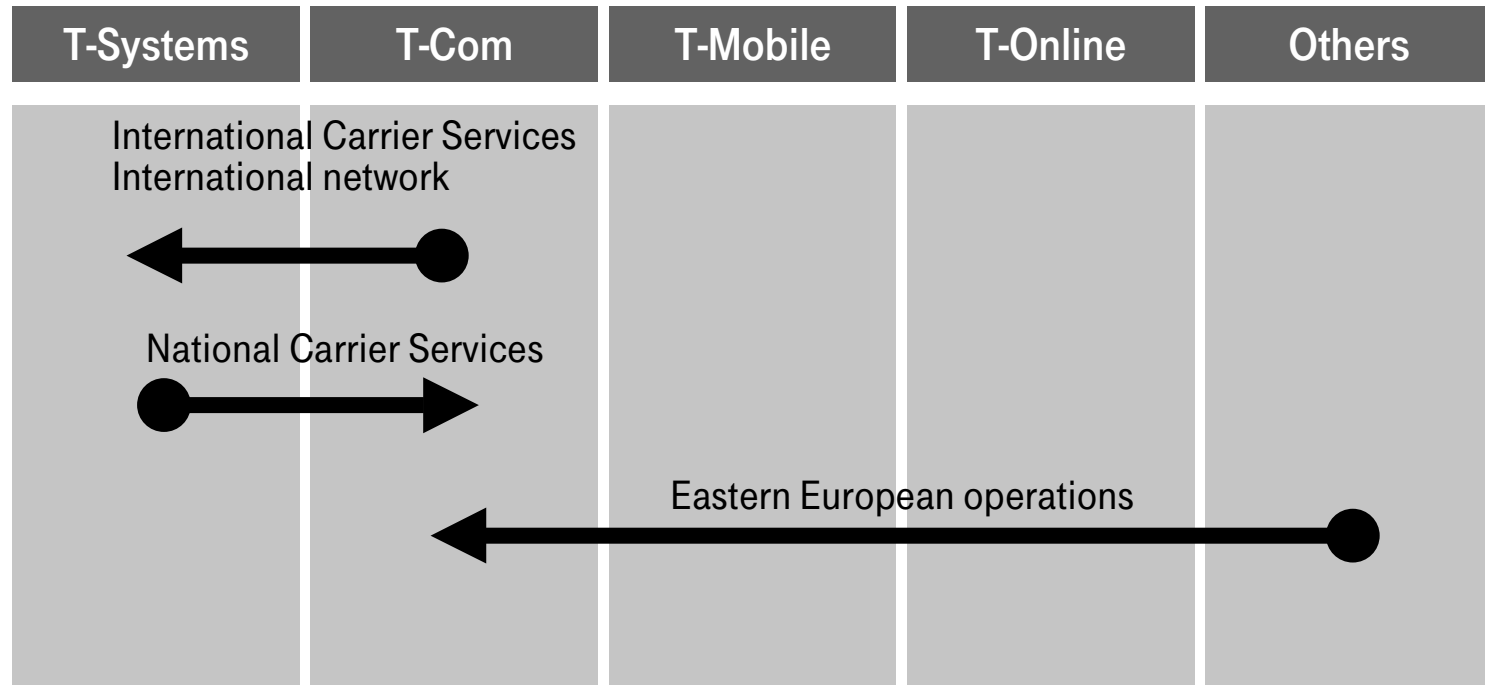 T-Systems
T-Com
T-Mobile
T-Online
Others
International Carrier Services
International network
National Carrier Services
Eastern European operations